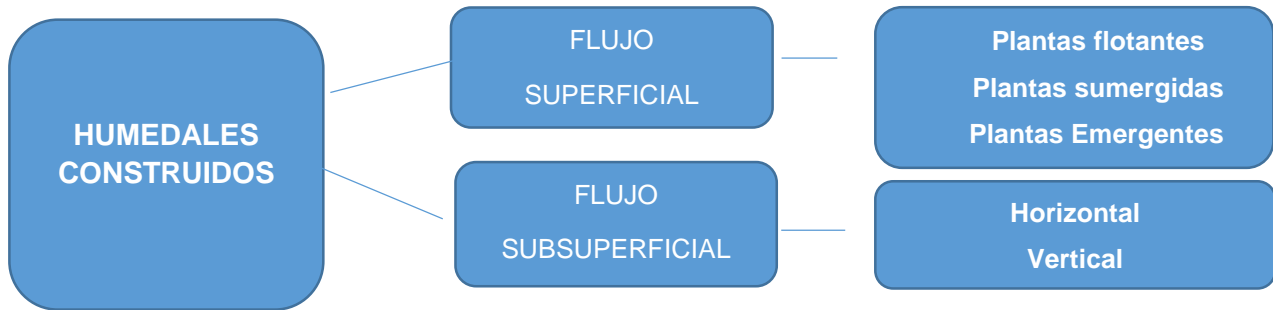 HUMEDALES
CONSTRUIDOS
FLUJO
SUPERFICIAL
Plantas flotantes
Plantas sumergidas
Plantas Emergentes
FLUJO
SUBSUPERFICIAL
Horizontal
Vertical